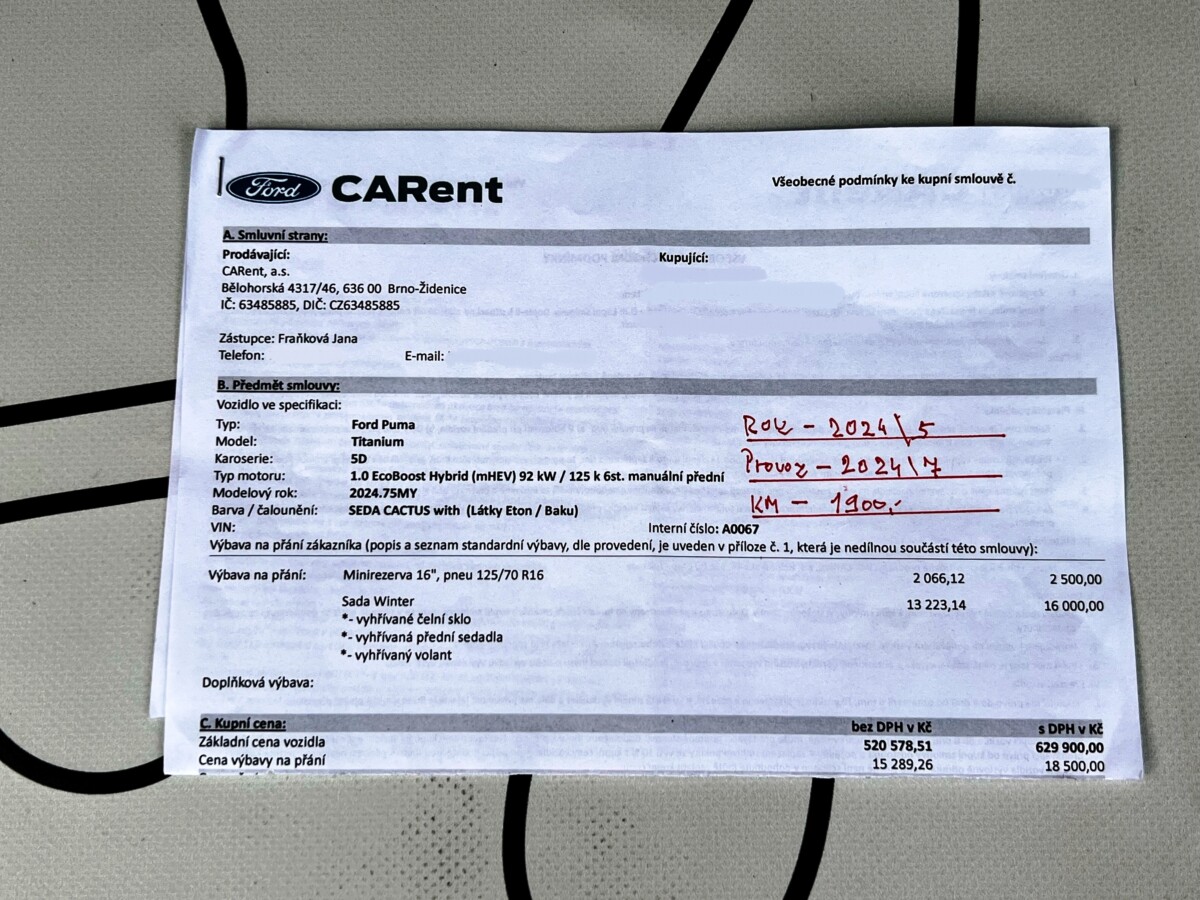 Ford CARent
Všeobecné podmínky ke kupní smlouvě č.
A. Smluvní strany:
Prodávající:
Kupující:
CARent, a.s.
Bělohorská 4317/46, 636 00 Brno-Židenice
IČ: 63485885, DIČ: CZ63485885
Zástupce: Fraňková Jana
Telefon: E-mail:
B. Předmět smlouvy:
Vozidlo ve specifikaci:
Typ: Ford Puma
Rok - 2024\5
Model: Titanium
Karoserie: 5D
Provoz - 2024\7
Typ motoru: 1.0 EcoBoost Hybrid (mHEV) 92 kW / 125 k 6st. manuální přední
Modelový rok: 2024.75MY
KM - 1900,-
Barva / čalounění: SEDA CACTUS with (Látky Eton / Baku)
VIN: Interní číslo: A0067
Výbava na přání zákazníka (popis a seznam standardní výbavy, dle provedení, je uveden v příloze č. 1, která je nedílnou součástí této smlouvy):
Výbava na přání: Minirezerva 16", pneu 125/70 R16 2 066,12 2 500,00
Sada Winter 13 223,14 16 000,00
*- vyhřívané čelní sklo
*- vyhřívaná přední sedadla
*- vyhřívaný volant
Doplňková výbava:
C. Kupní cena: bez DPH v Kč s DPH v Kč
Základní cena vozidla 520 578,51 629 900,00
Cena výbavy na přání 15 289,26 18 500,00